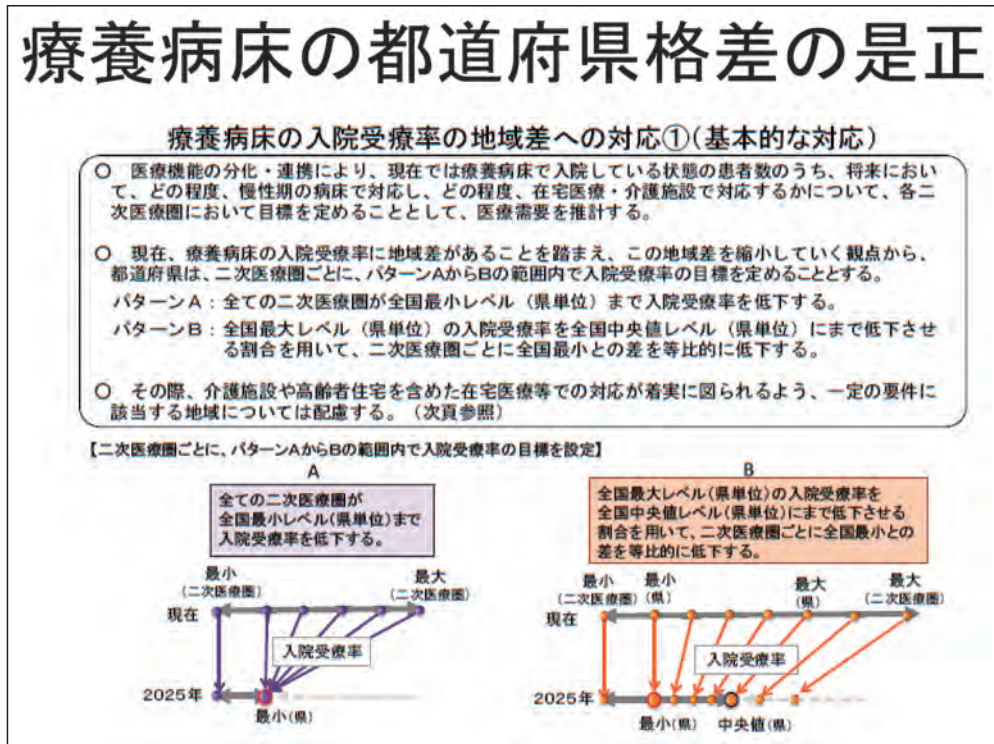 療養病床の都道府県格差の是正
療養病床の入院受療率の地域差への対応①(基本的な対応)
○ 医療機能の分化・連携により、現在では療養病床で入院している状態の患者数のうち、将来におい
て、どの程度、慢性期の病床で対応し、どの程度、在宅医療・介護施設で対応するかについて、各二
次医療圏において目標を定めることとして、医療需要を推計する。
○ 現在、療養病床の入院受療率に地域差があることを踏まえ、この地域差を縮小していく観点から、
都道府県は、二次医療圏ごとに、パターンAからBの範囲内で入院受療率の目標を定めることとする。
パターンA：全ての二次医療圏が全国最小レベル（県単位）まで入院受療率を低下する。
パターンB：全国最大レベル（県単位）の入院受療率を全国中央値レベル（県単位）にまで低下させ
る割合を用いて、二次医療圏ごとに全国最小との差を等比的に低下する。
○ その際、介護施設や高齢者住宅を含めた在宅医療等での対応が着実に図られるよう、一定の要件に
該当する地域については配慮する。（次頁参照）
【二次医療圏ごとに、パターンAからBの範囲内で入院受療率の目標を設定】
A
全ての二次医療圏が
全国最小レベル(県単位)まで
入院受療率を低下する。
最小
(二次医療圏)
最大
(二次医療圏)
現在
入院受療率
2025年
最小(県)
B
全国最大レベル(県単位)の入院受療率を
全国中央値レベル(県単位)にまで低下させる
割合を用いて、二次医療圏ごとに全国最小との
差を等比的に低下する。
最小
(二次医療圏)
最小
(県)
最大
(県)
最大
(二次医療圏)
現在
入院受療率
2025年
最小(県)
中央値(県)